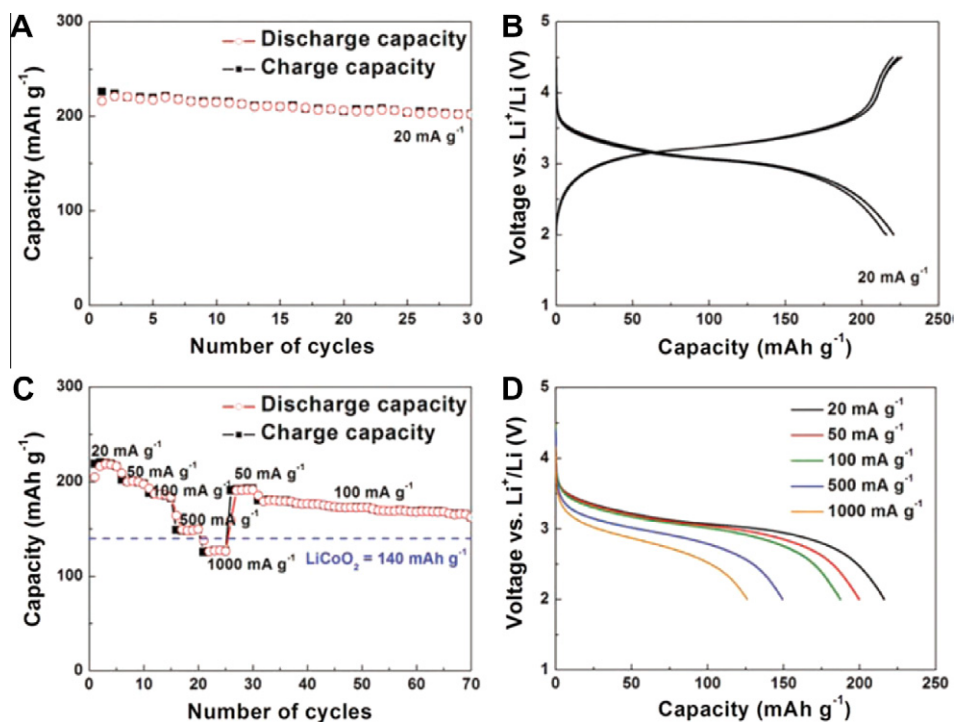 A
300
200
100
0
Capacity (mAh g⁻¹)
Discharge capacity
Charge capacity
20 mA g⁻¹
0 5 10 15 20 25 30
Number of cycles
B
5
4
3
2
1
Voltage vs. Li⁺/Li (V)
20 mA g⁻¹
0 50 100 150 200 250
Capacity (mAh g⁻¹)
C
300
200
100
0
Capacity (mAh g⁻¹)
Discharge capacity
Charge capacity
20 mA g⁻¹
50 mA g⁻¹
100 mA g⁻¹
500 mA g⁻¹
1000 mA g⁻¹
50 mA g⁻¹
100 mA g⁻¹
LiCoO₂ = 140 mAh g⁻¹
0 10 20 30 40 50 60 70
Number of cycles
D
5
4
3
2
1
Voltage vs. Li⁺/Li (V)
20 mA g⁻¹
50 mA g⁻¹
100 mA g⁻¹
500 mA g⁻¹
1000 mA g⁻¹
0 50 100 150 200 250
Capacity (mAh g⁻¹)